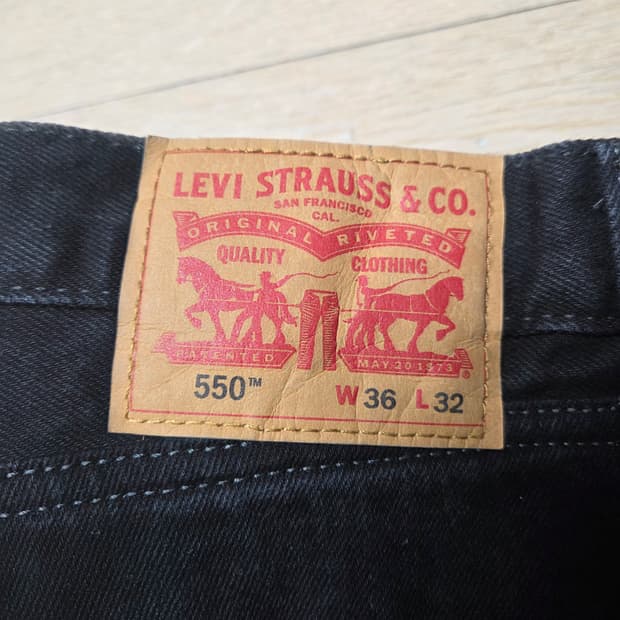 LEVI STRAUSS & CO.
SAN FRANCISCO
CAL.
ORIGINAL RIVETED
QUALITY CLOTHING
PATENTED MAY 20 1873
®
550™ W 36 L 32